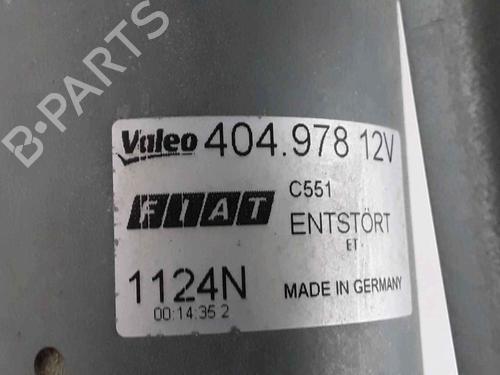 B-PARTS
Valeo 404.978 12V
FIAT
C551
ENTSTÖRT
ET
1124N
00:14:35 2
MADE IN GERMANY